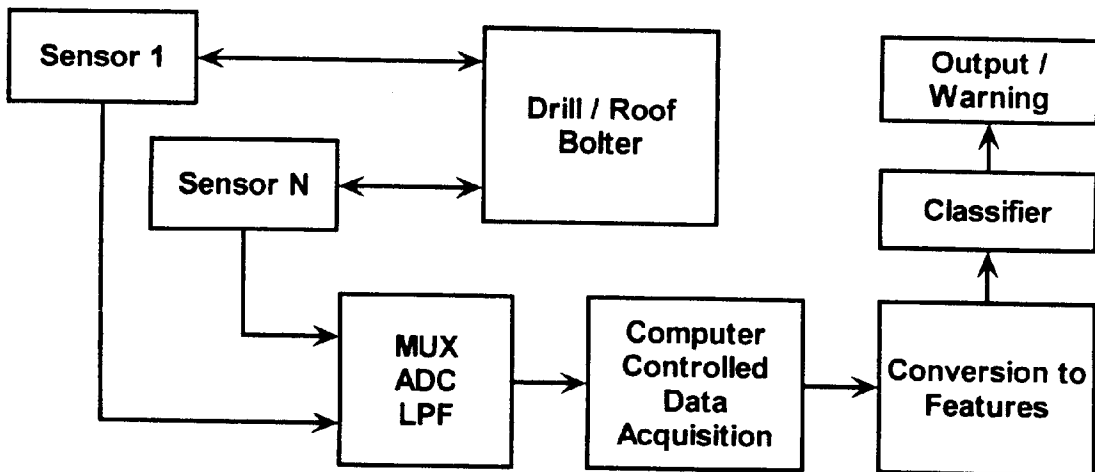 Sensor 1
Drill / Roof
Bolter
Output /
Warning
Sensor N
Classifier
MUX
ADC
LPF
Computer
Controlled
Data
Acquisition
Conversion to
Features